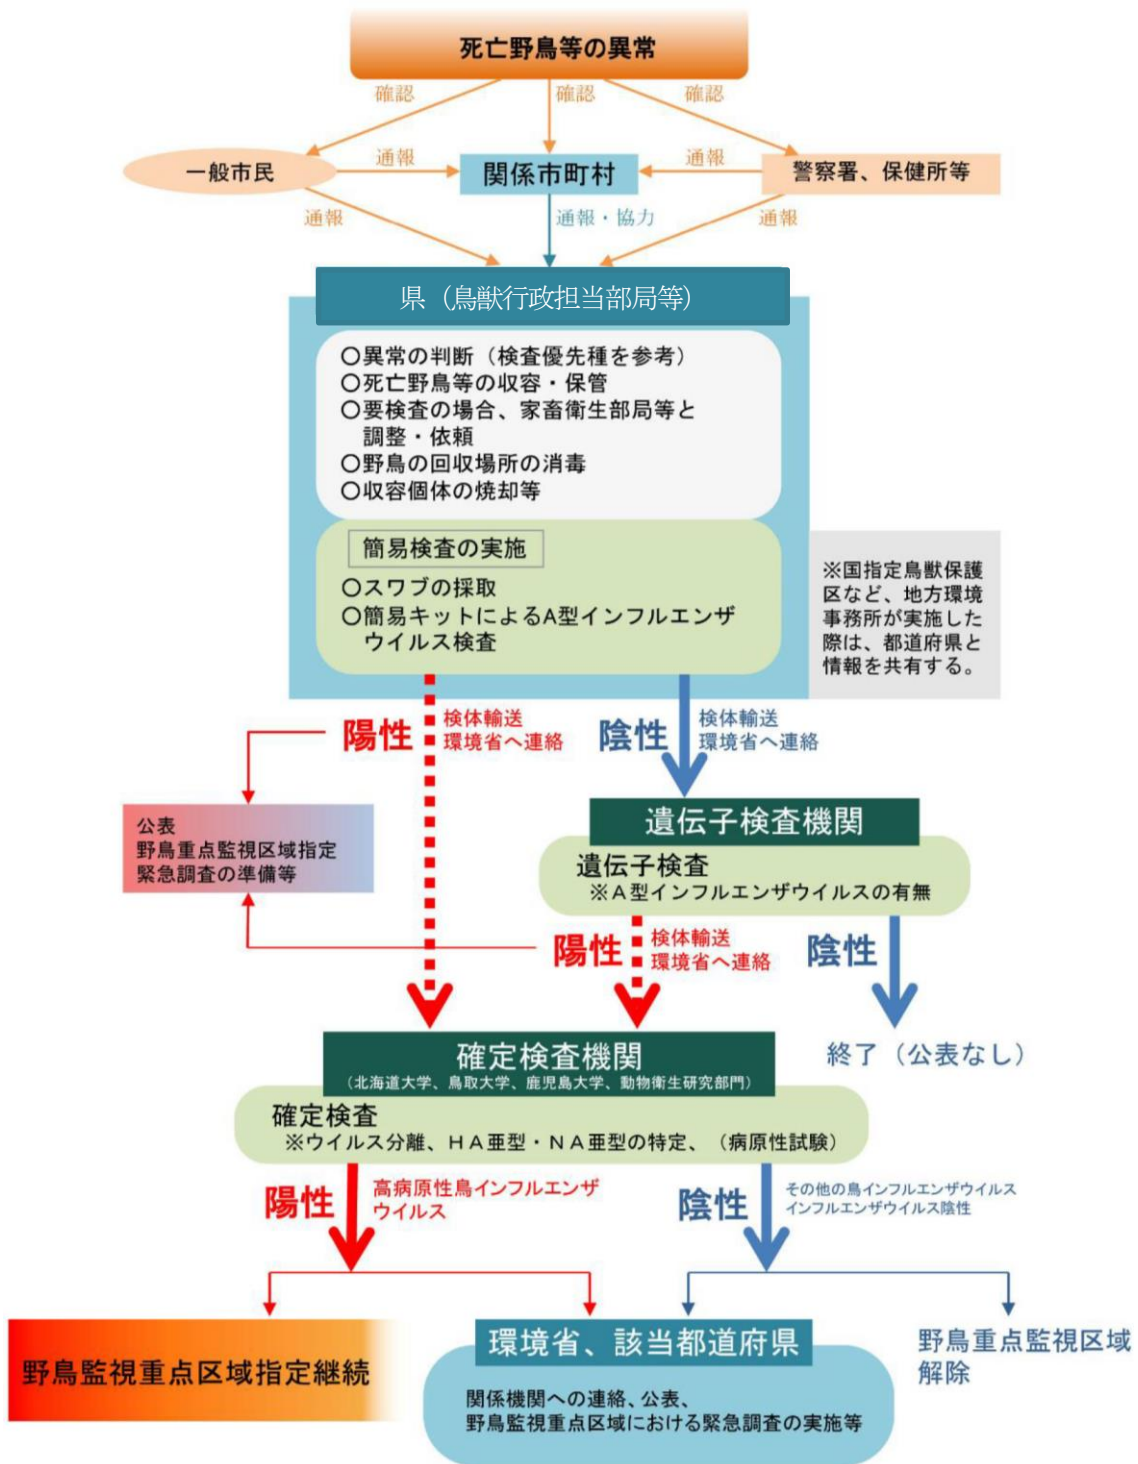 死亡野鳥等の異常
確認
確認
確認
一般市民
通報
関係市町村
通報
警察署、保健所等
通報
通報・協力
通報
県（鳥獣行政担当部局等）
○異常の判断（検査優先種を参考）
○死亡野鳥等の収容・保管
○要検査の場合、家畜衛生部局等と
調整・依頼
○野鳥の回収場所の消毒
○収容個体の焼却等
簡易検査の実施
○スワブの採取
○簡易キットによるA型インフルエンザ
ウイルス検査
※国指定鳥獣保護
区など、地方環境
事務所が実施した
際は、都道府県と
情報を共有する。
陽性
検体輸送
環境省へ連絡
陰性
検体輸送
環境省へ連絡
公表
野鳥重点監視区域指定
緊急調査の準備等
遺伝子検査機関
遺伝子検査
※Ａ型インフルエンザウイルスの有無
陽性
検体輸送
環境省へ連絡
陰性
終了（公表なし）
確定検査機関
（北海道大学、鳥取大学、鹿児島大学、動物衛生研究部門）
確定検査
※ウイルス分離、ＨＡ亜型・ＮＡ亜型の特定、（病原性試験）
陽性
高病原性鳥インフルエンザ
ウイルス
陰性
その他の鳥インフルエンザウイルス
インフルエンザウイルス陰性
野鳥監視重点区域指定継続
環境省、該当都道府県
関係機関への連絡、公表、
野鳥監視重点区域における緊急調査の実施等
野鳥重点監視区域
解除